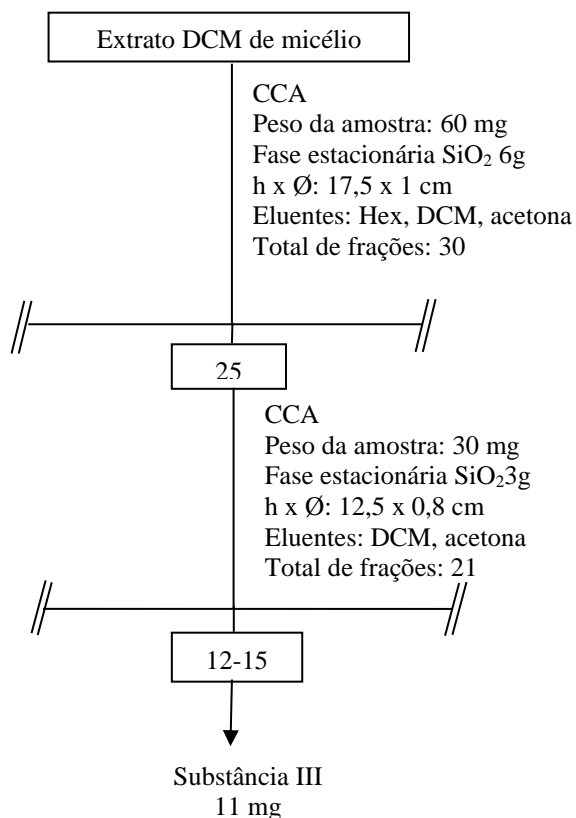 Extrato DCM de micélio
CCA
Peso da amostra: 60 mg
Fase estacionária SiO₂ 6g
h x Ø: 17,5 x 1 cm
Eluentes: Hex, DCM, acetona
Total de frações: 30
25
CCA
Peso da amostra: 30 mg
Fase estacionária SiO₂3g
h x Ø: 12,5 x 0,8 cm
Eluentes: DCM, acetona
Total de frações: 21
12-15
Substância III
11 mg